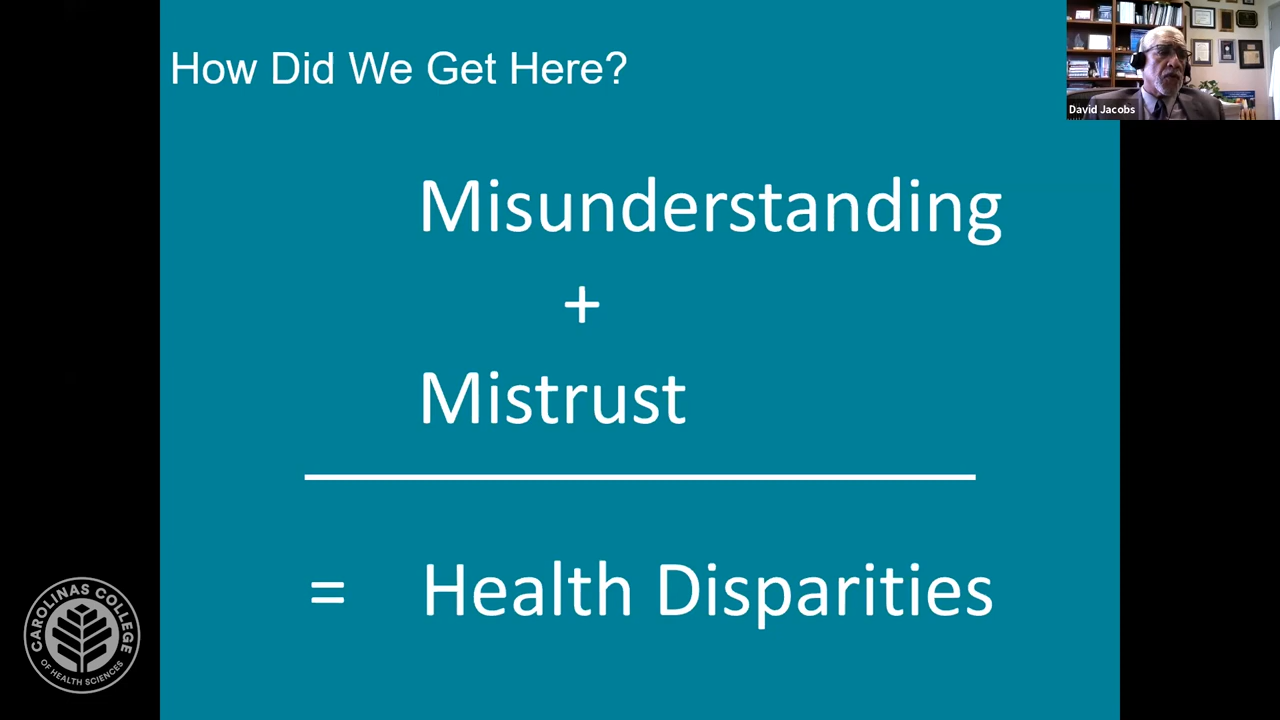 How Did We Get Here?
David Jacobs
Misunderstanding
+
Mistrust
= Health Disparities
CAROLINAS COLLEGE
OF HEALTH SCIENCES